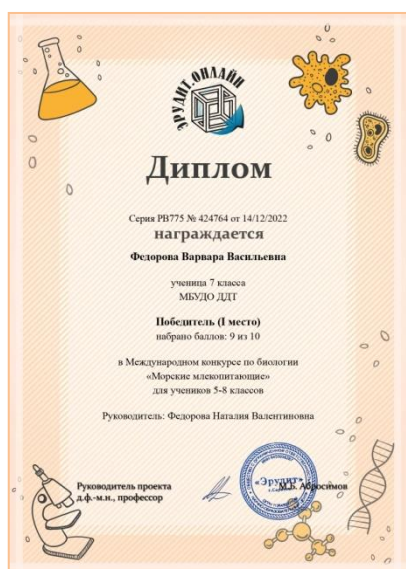 ЭРУДИТ.ОНЛАЙН
Диплом
Серия РВ775 № 424764 от 14/12/2022
награждается
Федорова Варвара Васильевна
ученица 7 класса
МБУДО ДДТ
Победитель (I место)
набрано баллов: 9 из 10
в Международном конкурсе по биологии
«Морские млекопитающие»
для учеников 5-8 классов
Руководитель: Федорова Наталия Валентиновна
Руководитель проекта
д.ф.-м.н., профессор
М.Б. Абросимов
«Эрудит»